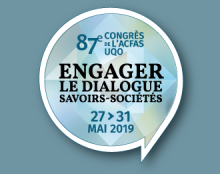 87e CONGRÈS
DE L'ACFAS
UQO
ENGAGER
LE DIALOGUE
SAVOIRS-SOCIÉTÉS
27 > 31
MAI 2019